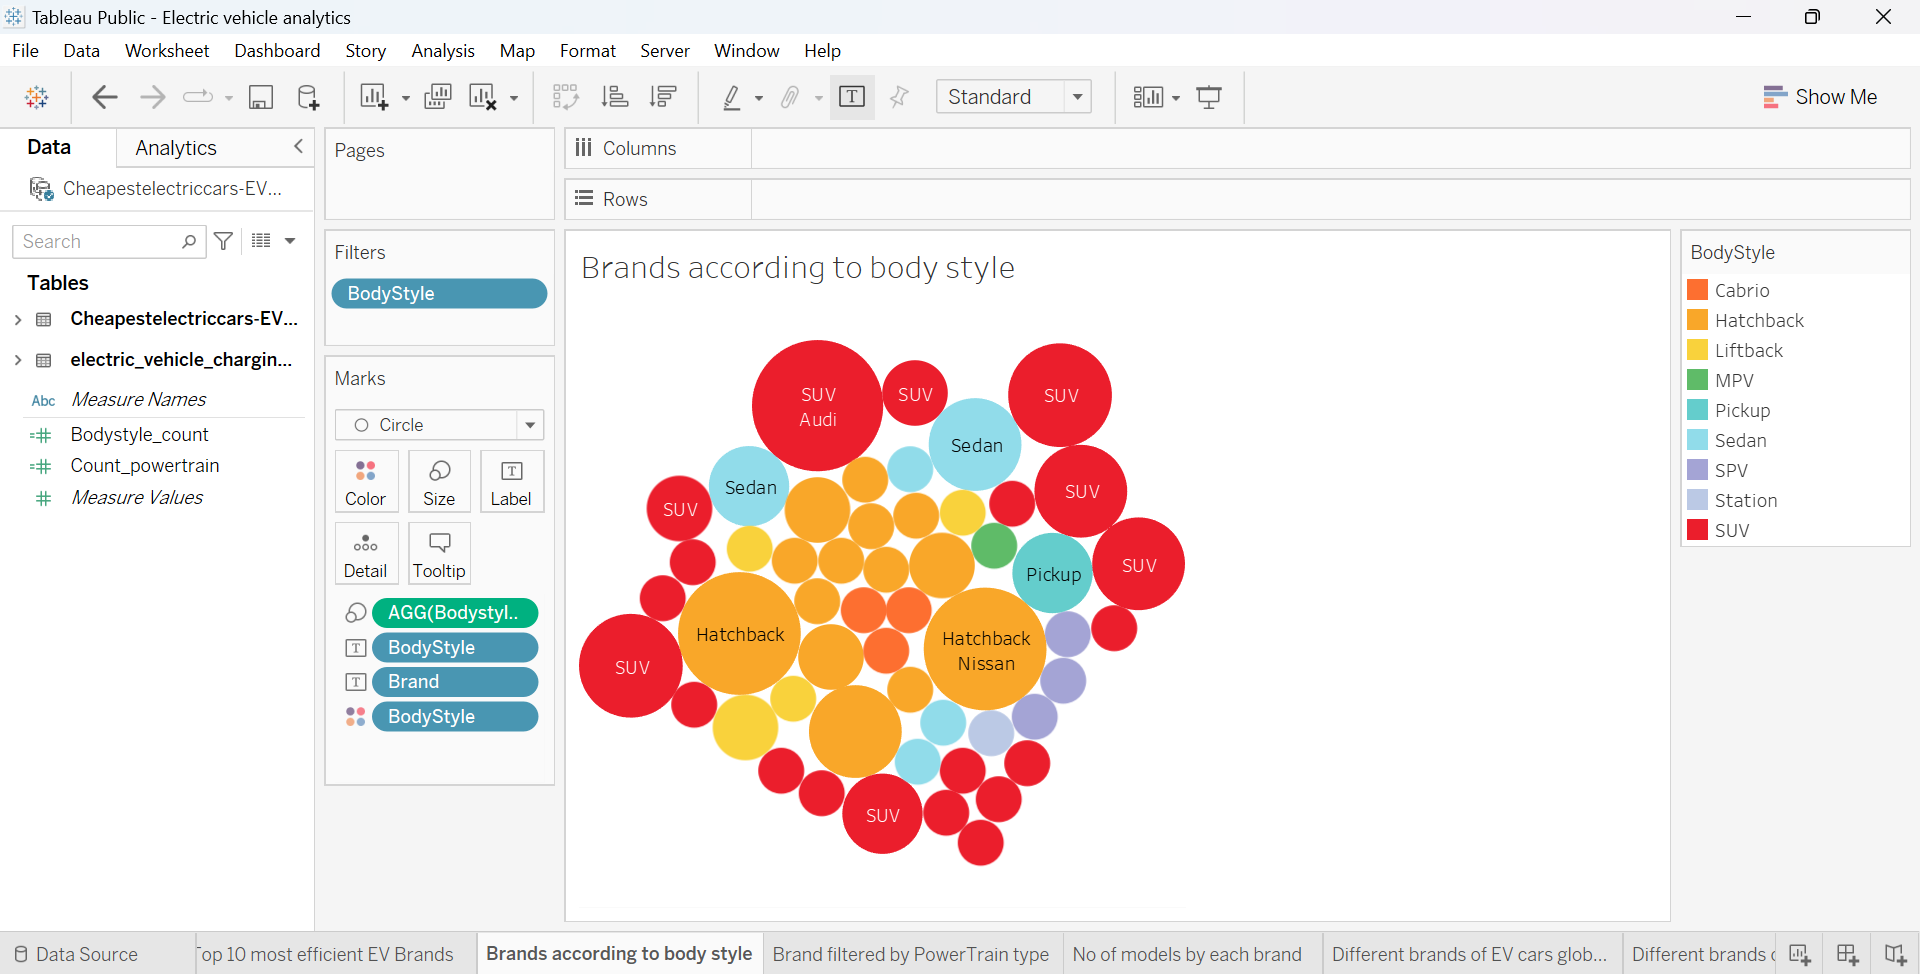 Tableau Public - Electric vehicle analytics
File Data Worksheet Dashboard Story Analysis Map Format Server Window Help
Standard
Show Me
Data Analytics
Cheapestelectriccars-EV...
Search
Tables
Cheapestelectriccars-EV...
electric_vehicle_chargin...
Abc Measure Names
Bodystyle_count
Count_powertrain
Measure Values
Pages
Filters
BodyStyle
Marks
Circle
Color Size Label
Detail Tooltip
AGG(Bodystyl..
BodyStyle
Brand
BodyStyle
Columns
Rows
Brands according to body style
SUV
Audi
SUV
SUV
Sedan
Sedan
SUV
SUV
SUV
Pickup
Hatchback
Hatchback
Nissan
SUV
SUV
BodyStyle
Cabrio
Hatchback
Liftback
MPV
Pickup
Sedan
SPV
Station
SUV
Data Source
op 10 most efficient EV Brands
Brands according to body style
Brand filtered by PowerTrain type
No of models by each brand
Different brands of EV cars glob...
Different brands